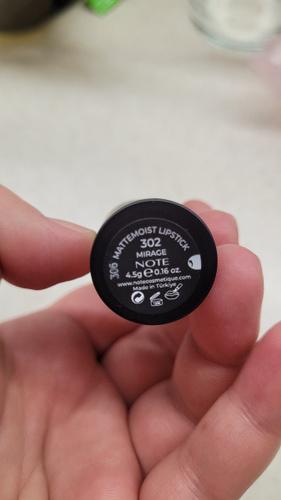 MATTEMOIST LIPSTICK
302
MIRAGE
NOTE
4.5g e 0.16 oz.
www.notecosmetique.com
Made in Türkiye
306